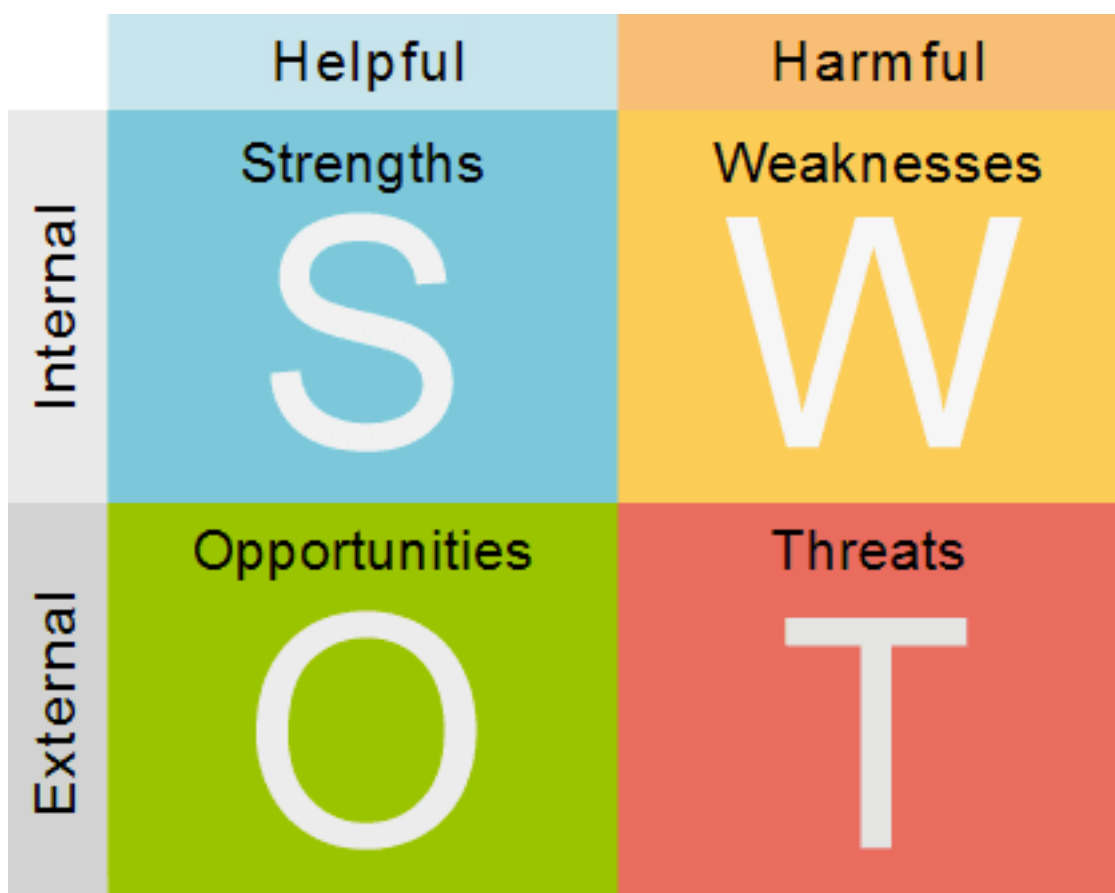 Helpful Harmful
Internal
Strengths Weaknesses
S W
External
Opportunities Threats
O T